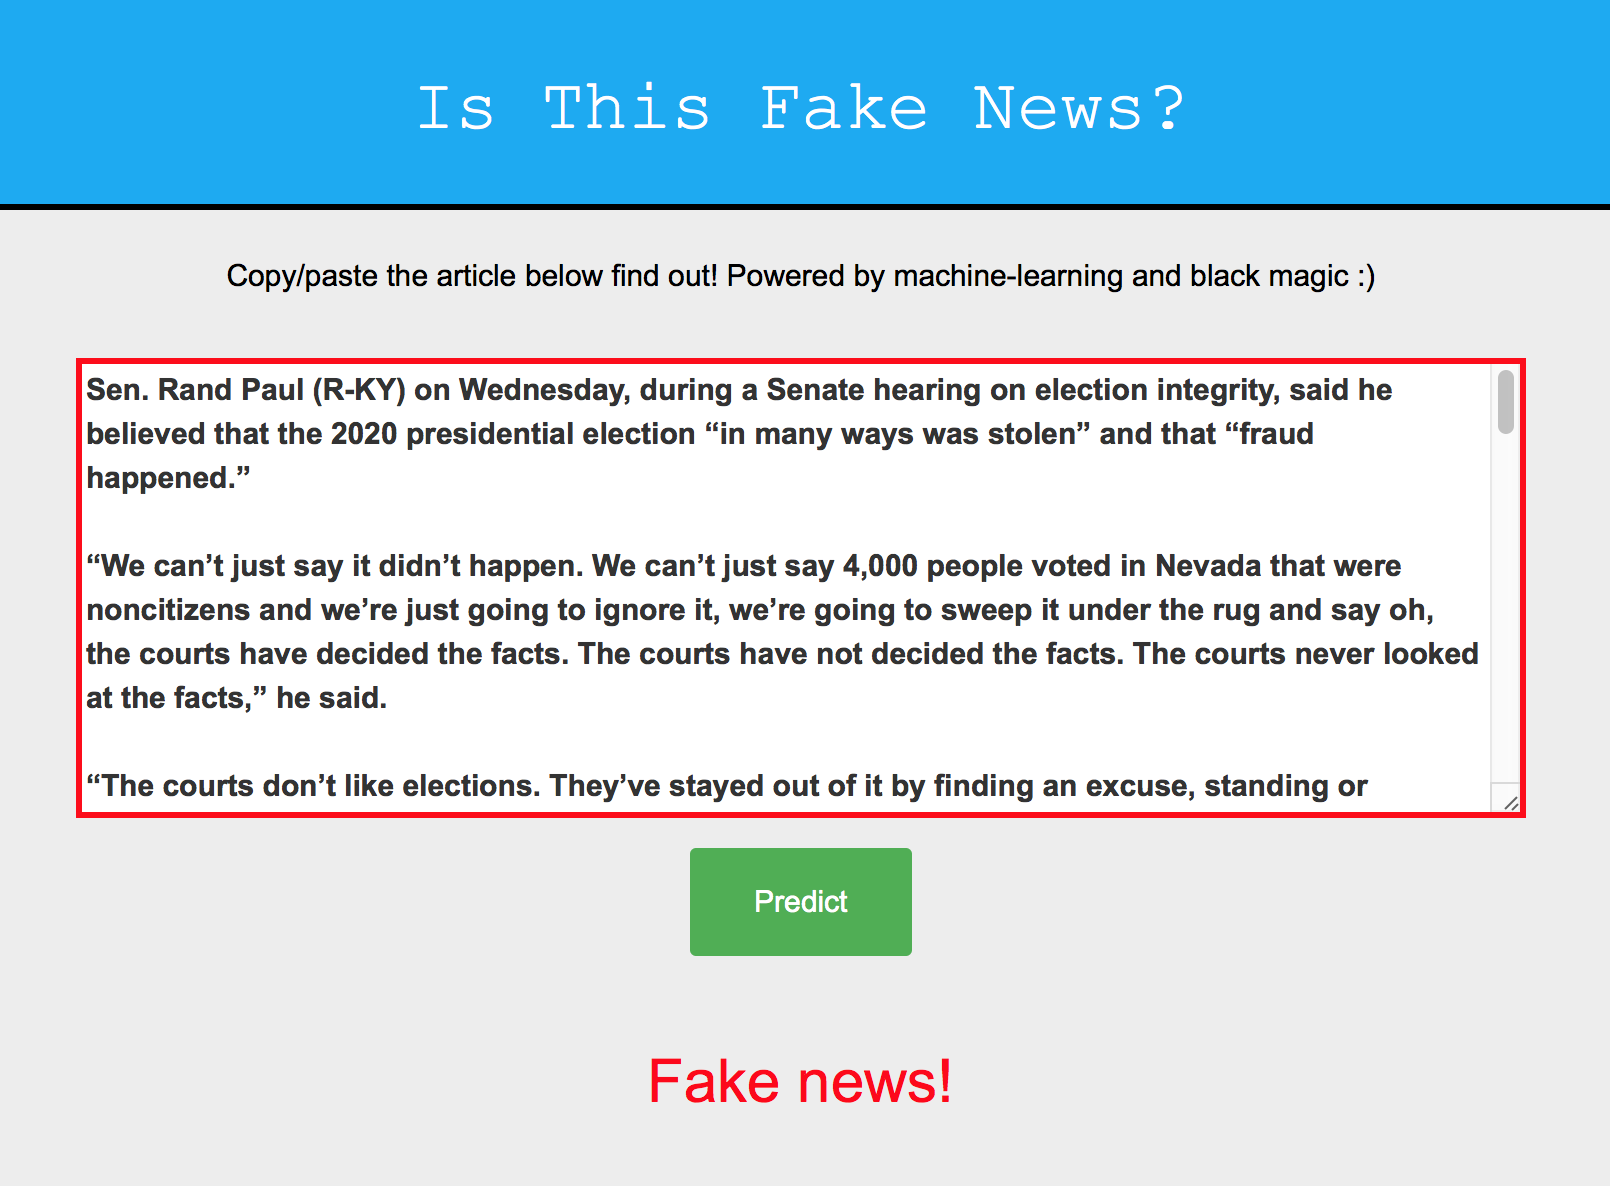 Is This Fake News?
Copy/paste the article below find out! Powered by machine-learning and black magic :)
Sen. Rand Paul (R-KY) on Wednesday, during a Senate hearing on election integrity, said he
believed that the 2020 presidential election “in many ways was stolen” and that “fraud
happened.”
“We can’t just say it didn’t happen. We can’t just say 4,000 people voted in Nevada that were
noncitizens and we’re just going to ignore it, we’re going to sweep it under the rug and say oh,
the courts have decided the facts. The courts have not decided the facts. The courts never looked
at the facts,” he said.
“The courts don’t like elections. They’ve stayed out of it by finding an excuse, standing or
Predict
Fake news!